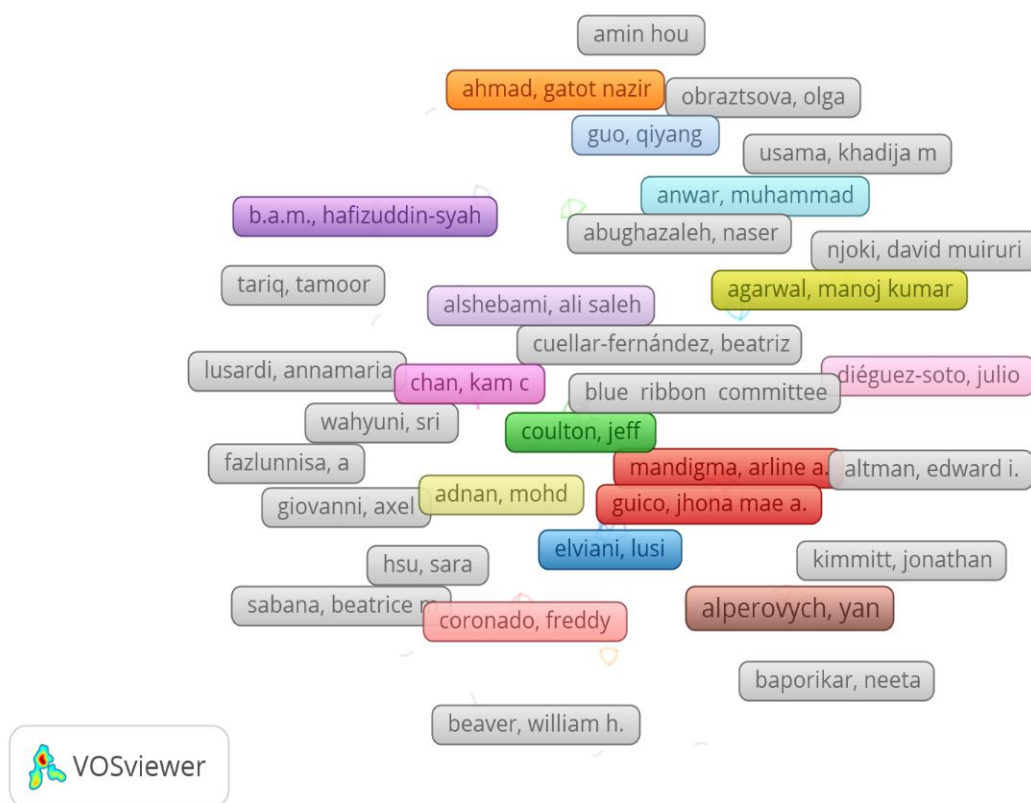 amin hou
ahmad, gatot nazir
obraztsova, olga
guo, qiyang
usama, khadija m
anwar, muhammad
b.a.m., hafizuddin-syah
abughazaleh, naser
njoki, david muiruri
tariq, tamoor
agarwal, manoj kumar
alshebami, ali saleh
cuellar-fernández, beatriz
lusardi, annamaria
chan, kam c
diéguez-soto, julio
blue ribbon committee
wahyuni, sri
coulton, jeff
fazlunnisa, a
mandigma, arline a.
altman, edward i.
giovanni, axel
adnan, mohd
guico, jhona mae a.
elviani, lusi
hsu, sara
kimmitt, jonathan
sabana, beatrice m
coronado, freddy
alperovych, yan
baporikar, neeta
beaver, william h.
VOSviewer